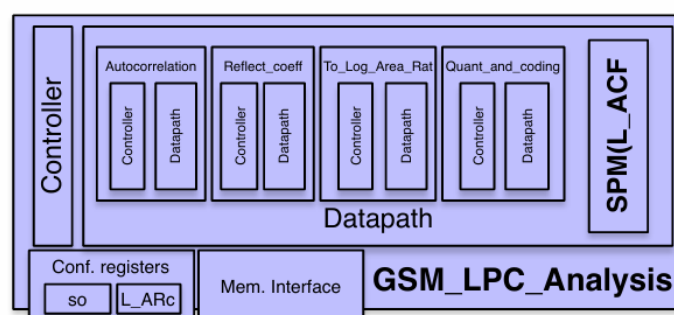 Controller
Autocorrelation
Controller
Datapath
Reflect_coeff
Controller
Datapath
To_Log_Area_Rat
Controller
Datapath
Quant_and_coding
Controller
Datapath
SPM(L_ACF
Datapath
Conf. registers
so
L_ARc
Mem. Interface
GSM_LPC_Analysis